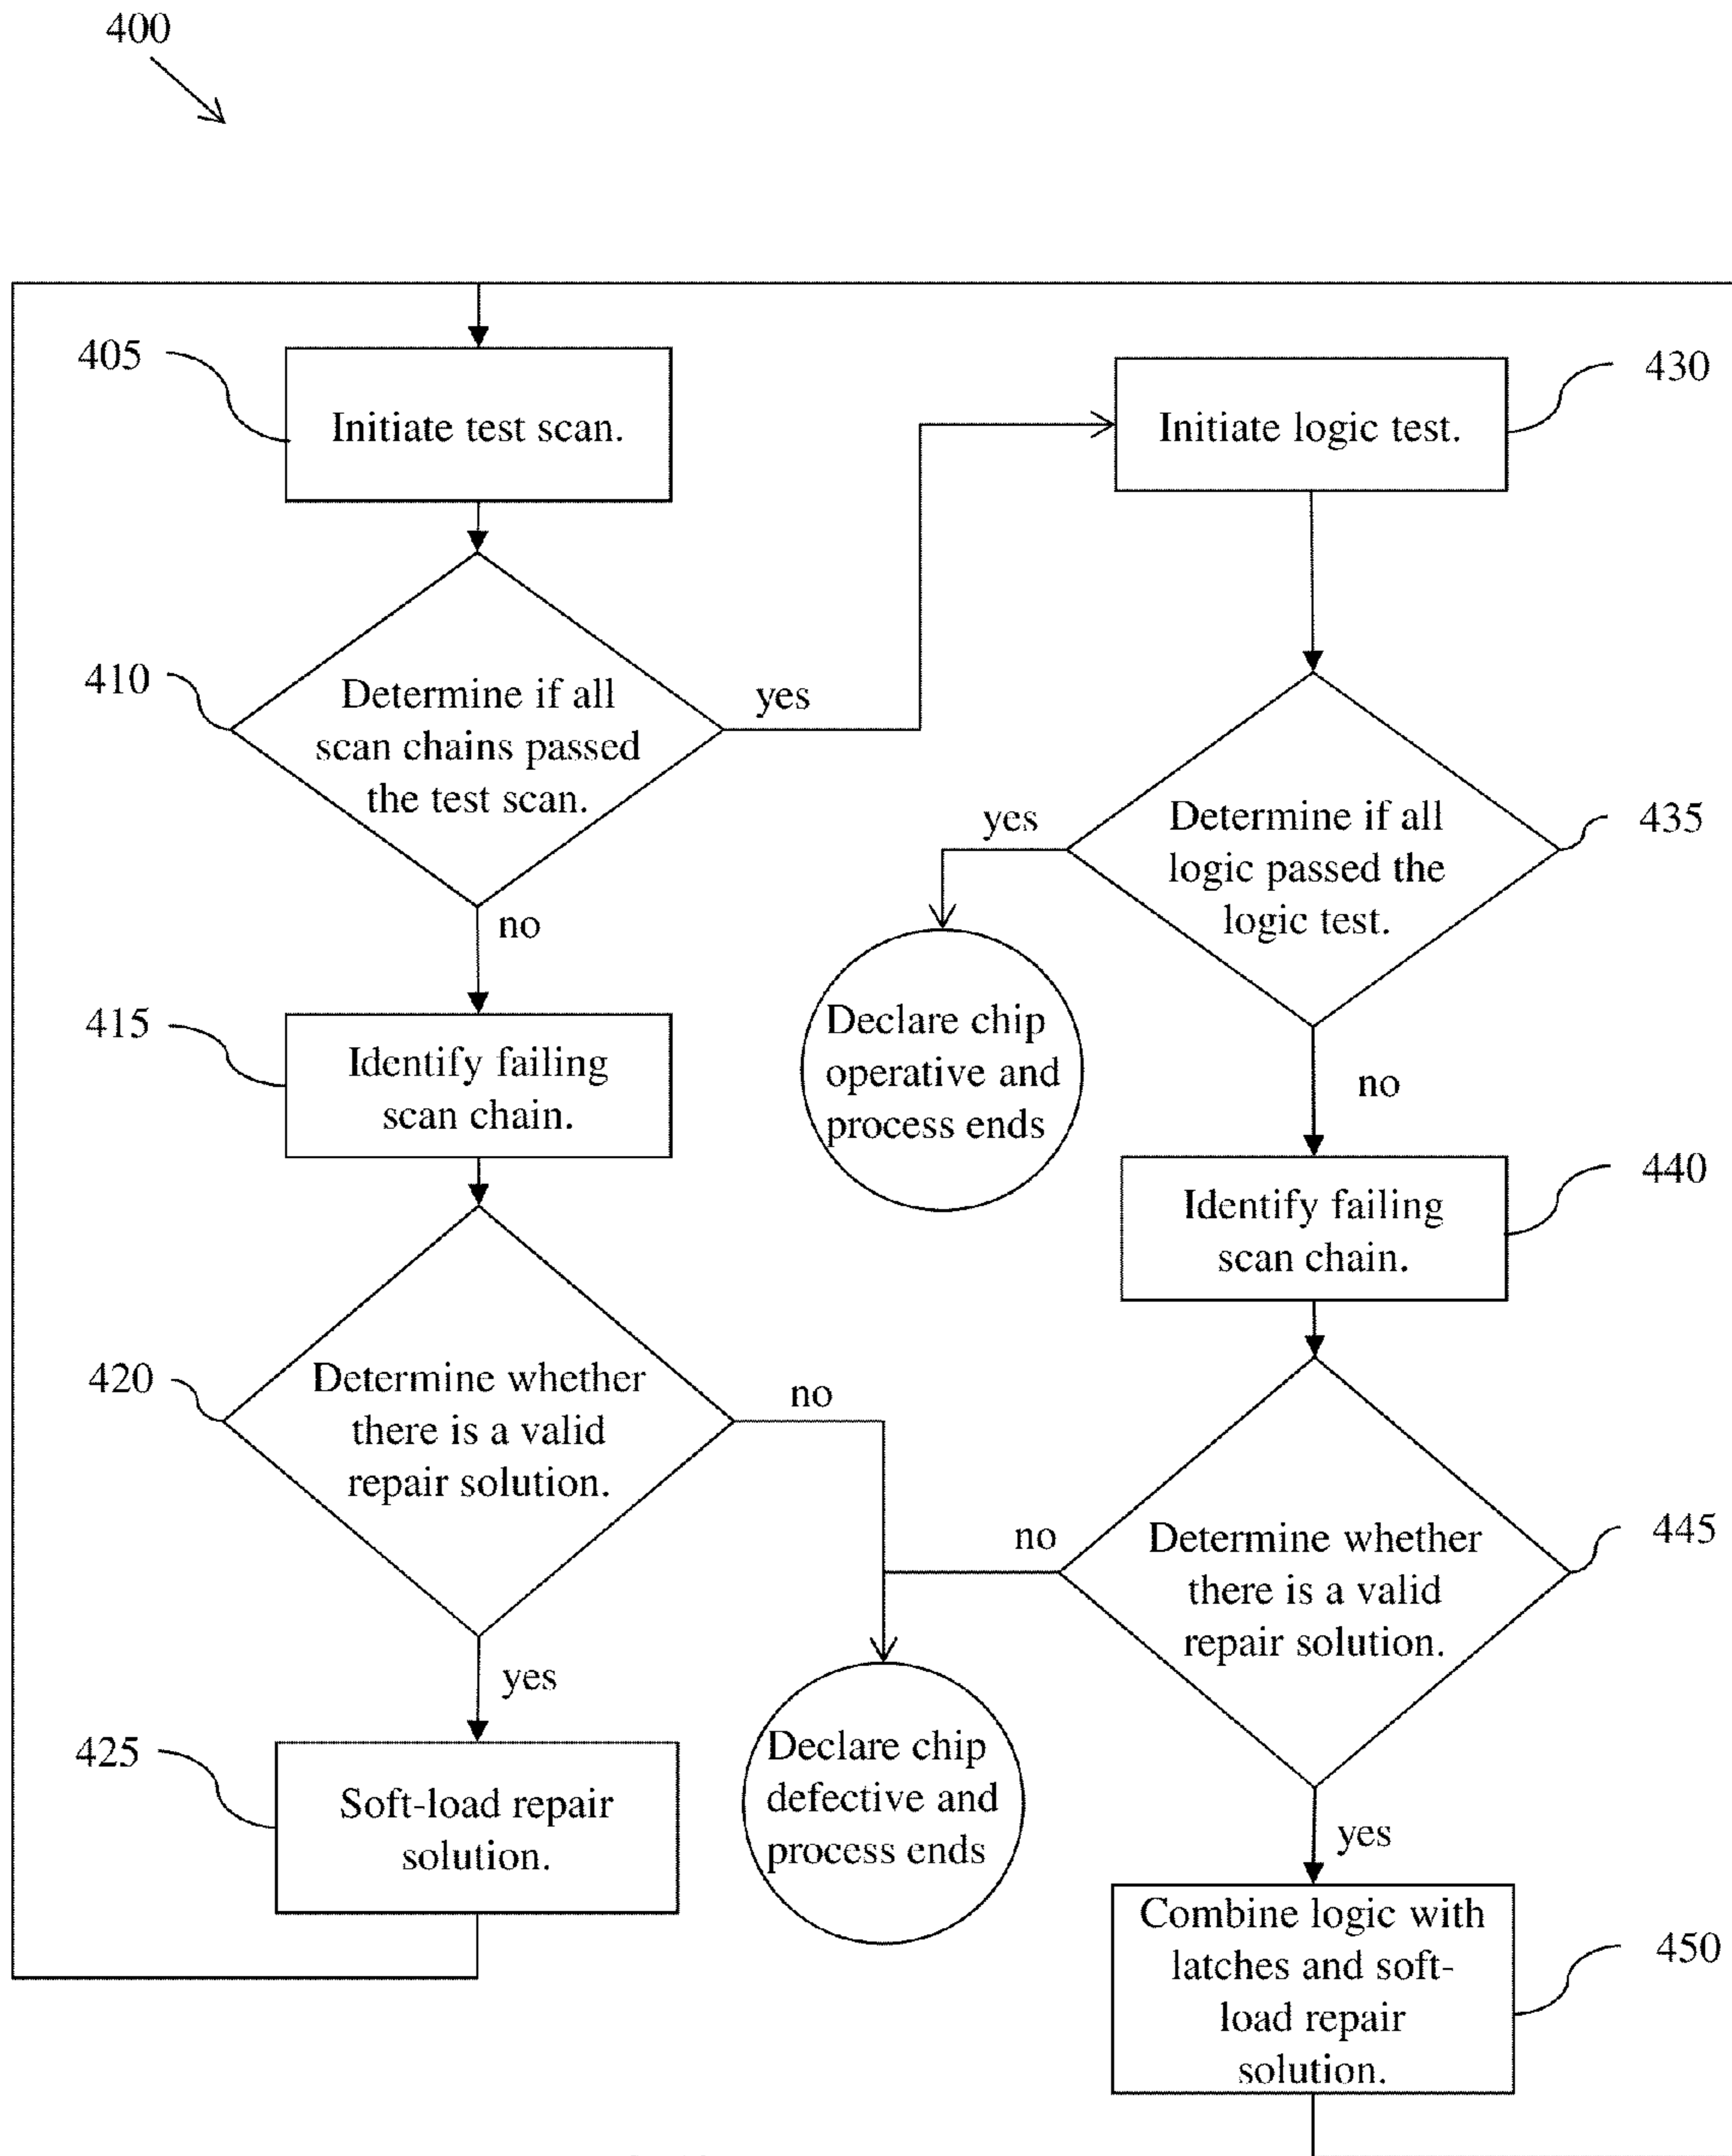 400
405
Initiate test scan.
430
Initiate logic test.
410
Determine if all
scan chains passed
the test scan.
yes
no
435
Determine if all
logic passed the
logic test.
yes
Declare chip
operative and
process ends
no
415
Identify failing
scan chain.
440
Identify failing
scan chain.
420
Determine whether
there is a valid
repair solution.
no
yes
445
Determine whether
there is a valid
repair solution.
no
yes
425
Soft-load repair
solution.
Declare chip
defective and
process ends
450
Combine logic with
latches and soft-
load repair
solution.